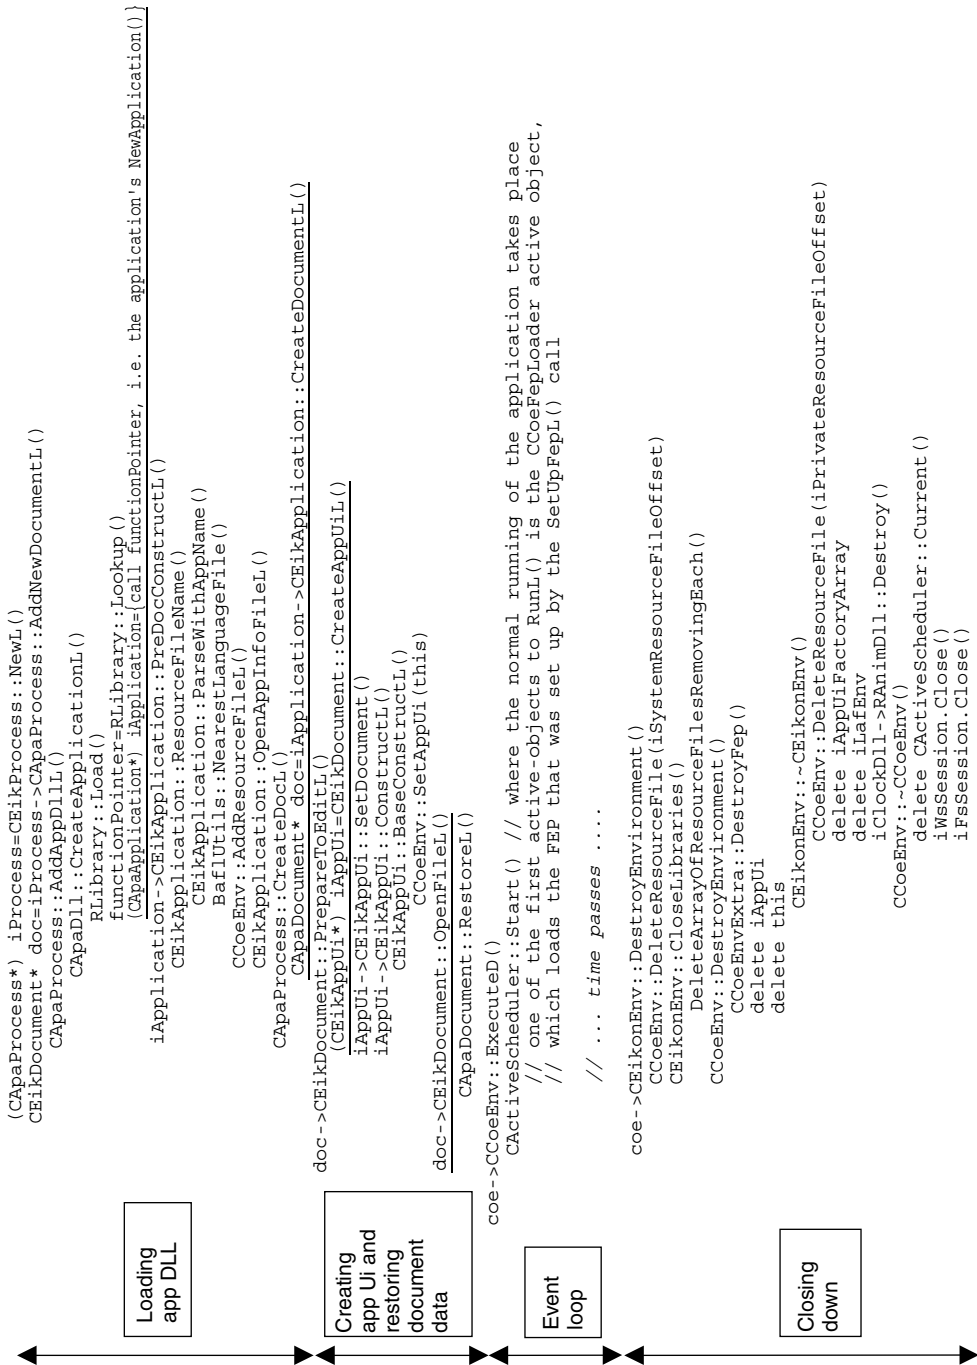 (CApaProcess*) iProcess=CEikProcess::NewL()
CEikDocument* doc=iProcess->CApaProcess::AddNewDocumentL()
CApaProcess::AddAppDllL()
CApaDll::CreateApplicationL()
RLibrary::Load()
functionPointer=RLibrary::Lookup()
(CApaApplication*) iApplication={call functionPointer, i.e. the application's NewApplication()}
iApplication->CEikApplication::PreDocConstructL()
CEikApplication::ResourceFileName()
CEikApplication::ParseWithAppName()
BaflUtils::NearestLanguageFile()
CCoeEnv::AddResourceFileL()
CEikApplication::OpenAppInfoFileL()
CApaProcess::CreateDocL()
CApaDocument* doc=iApplication->CEikApplication::CreateDocumentL()
Loading
app DLL
doc->CEikDocument::PrepareToEditL()
(CEikAppUi*) iAppUi=CEikDocument::CreateAppUiL()
iAppUi->CEikAppUi::SetDocument()
iAppUi->CEikAppUi::ConstructL()
CEikAppUi::BaseConstructL()
CCoeEnv::SetAppUi(this)
doc->CEikDocument::OpenFileL()
CApaDocument::RestoreL()
Creating
app Ui and
restoring
document
data
coe->CCoeEnv::ExecuteD()
CActiveScheduler::Start() // where the normal running of the application takes place
// one of the first active-objects to RunL() is the CCoeFepLoader active object,
// which loads the FEP that was set up by the SetUpFepL() call
// ... time passes ....
Event
loop
coe->CEikonEnv::DestroyEnvironment()
CCoeEnv::DeleteResourceFile(iSystemResourceFileOffset)
CEikonEnv::CloseLibraries()
DeleteArrayOfResourceFilesRemovingEach()
CCoeEnv::DestroyEnvironment()
CCoeEnvExtra::DestroyFep()
delete iAppUi
delete this
CEikonEnv::~CEikonEnv()
CCoeEnv::DeleteResourceFile(iPrivateResourceFileOffset)
delete iAppUiFactoryArray
delete iLafEnv
iClockDll->RAnimDll::Destroy()
CCoeEnv::~CCoeEnv()
delete CActiveScheduler::Current()
iWsSession.Close()
iFsSession.Close()
Closing
down